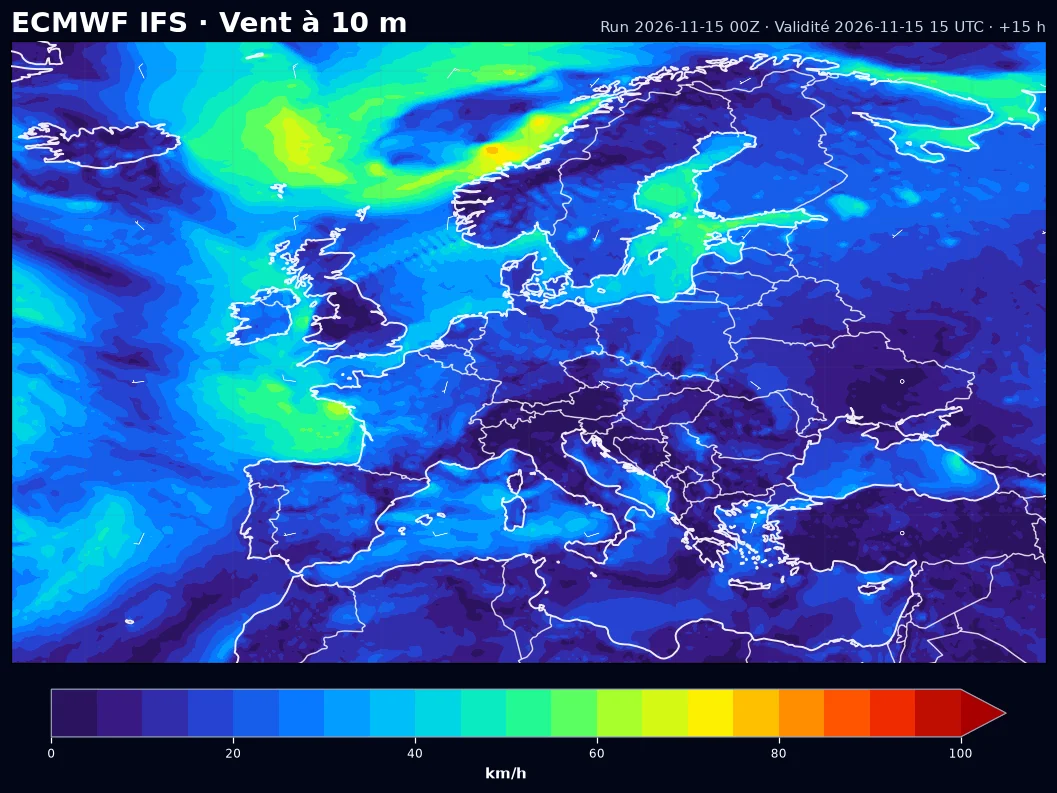 ECMWF IFS · Vent à 10 m
Run 2026-11-15 00Z · Validité 2026-11-15 15 UTC · +15 h
0 20 40 60 80 100
km/h